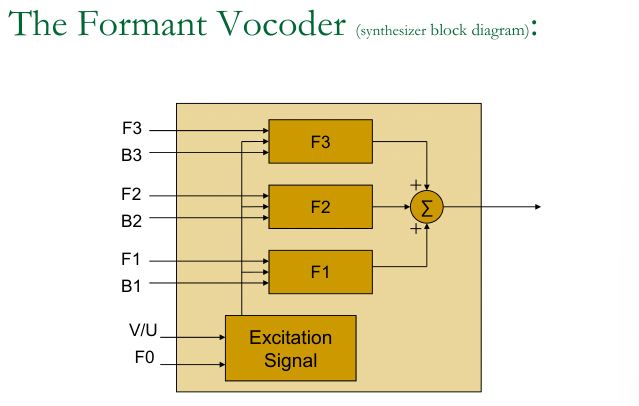 The Formant Vocoder (synthesizer block diagram):
F3
B3
F3
F2
B2
F2
+
Σ
+
F1
B1
F1
V/U
F0
Excitation
Signal